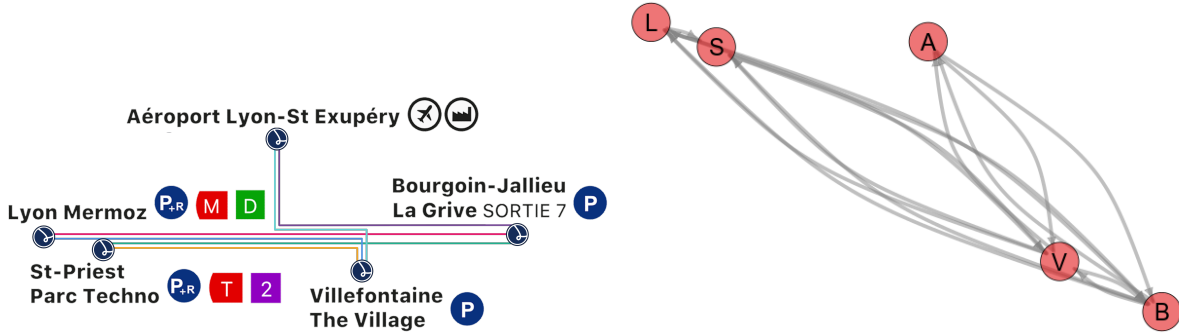 Aéroport Lyon-St Exupéry
Bourgoin-Jallieu
La Grive SORTIE 7 P
Lyon Mermoz P+R M D
St-Priest
Parc Techno P+R T 2
Villefontaine
The Village P
L
S
A
V
B